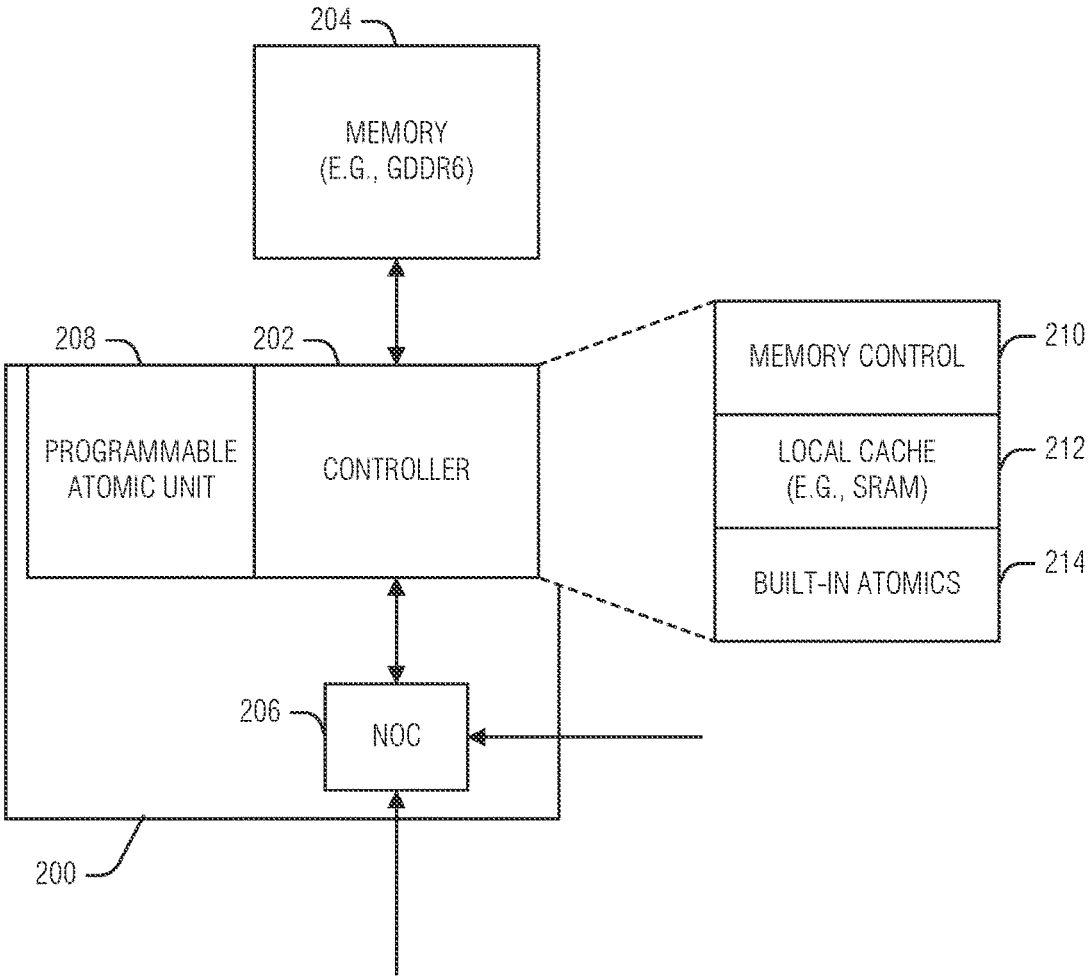 204
MEMORY
(E.G., GDDR6)
208
202
PROGRAMMABLE
ATOMIC UNIT
CONTROLLER
MEMORY CONTROL
210
LOCAL CACHE
(E.G., SRAM)
212
BUILT-IN ATOMICS
214
206
NOC
200